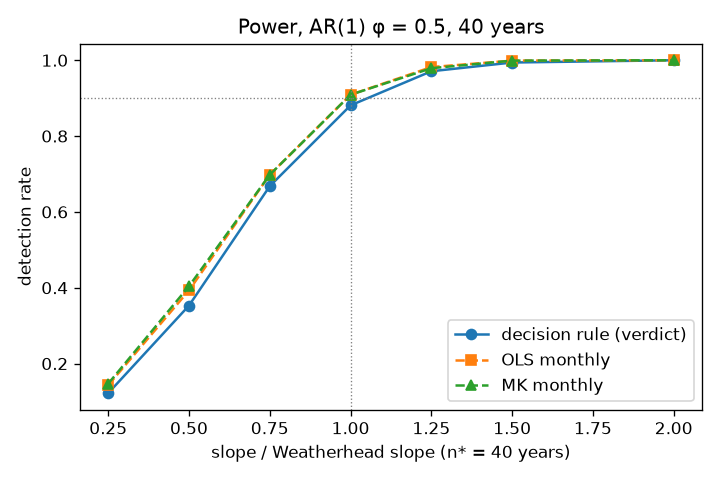 Power, AR(1) φ = 0.5, 40 years
detection rate
1.0
0.8
0.6
0.4
0.2
decision rule (verdict)
OLS monthly
MK monthly
0.25 0.50 0.75 1.00 1.25 1.50 1.75 2.00
slope / Weatherhead slope (n* = 40 years)